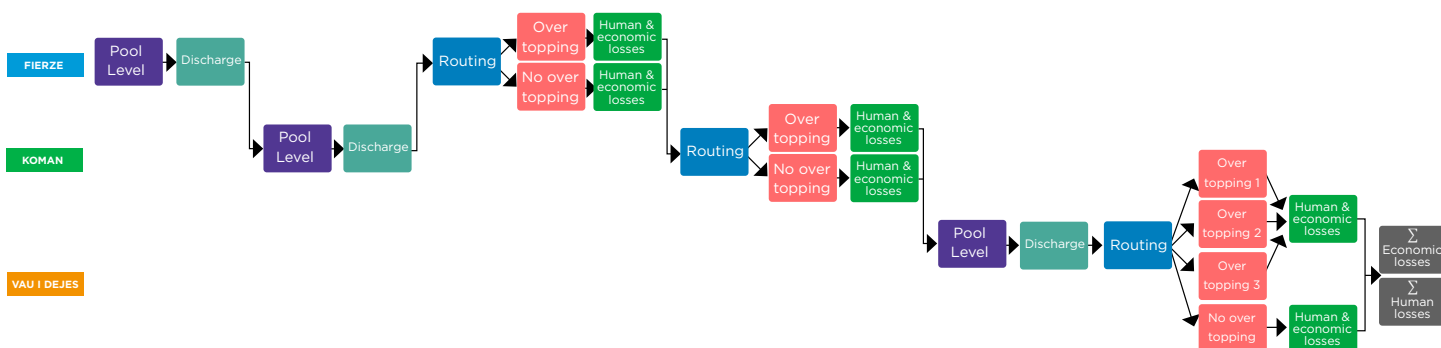 FIERZE
Pool
Level
Discharge
Pool
Level
Discharge
Routing
Over
topping
Human &
economic
losses
No over
topping
Human &
economic
losses
KOMAN
Routing
Over
topping
Human &
economic
losses
No over
topping
Human &
economic
losses
VAU I DEJES
Pool
Level
Discharge
Routing
Over
topping 1
Over
topping 2
Over
topping 3
No over
topping
Human &
economic
losses
Human &
economic
losses
∑
Economic
losses
∑
Human
losses